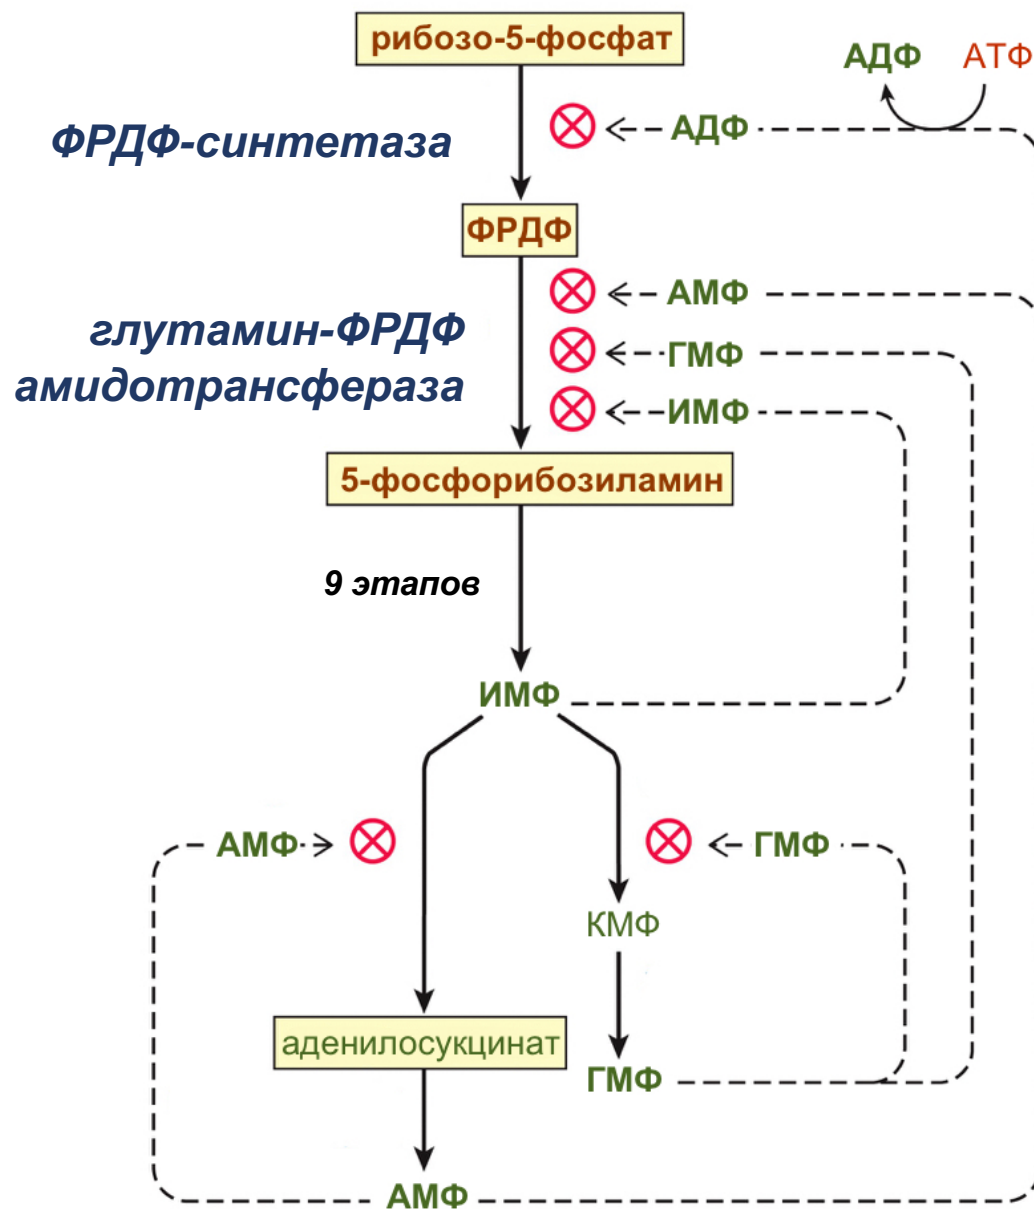 рибозо-5-фосфат
АДФ АТФ
ФРДФ-синтетаза
АДФ
ФРДФ
АМФ
глутамин-ФРДФ
ГМФ
амидотрансфераза
ИМФ
5-фосфорибозиламин
9 этапов
ИМФ
АМФ
ГМФ
КМФ
аденилосукцинат
ГМФ
АМФ